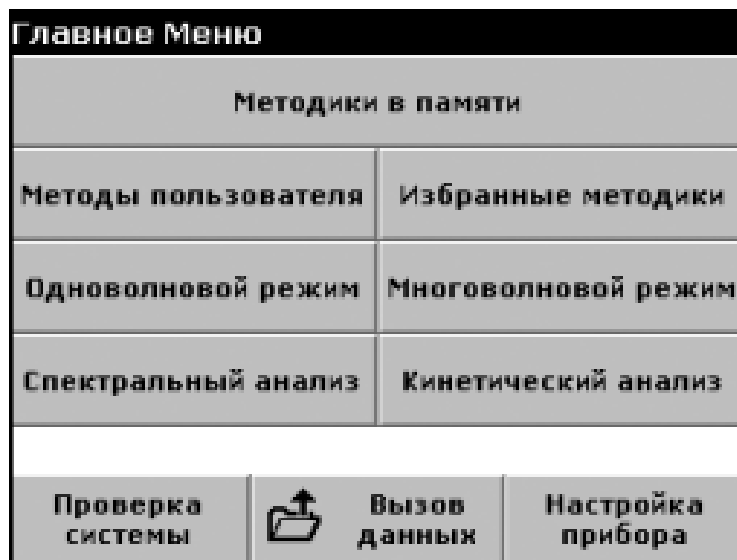 Главное Меню
Методики в памяти
Методы пользователя
Избранные методики
Одноволновой режим
Многоволновой режим
Спектральный анализ
Кинетический анализ
Проверка
системы
Вызов
данных
Настройка
прибора